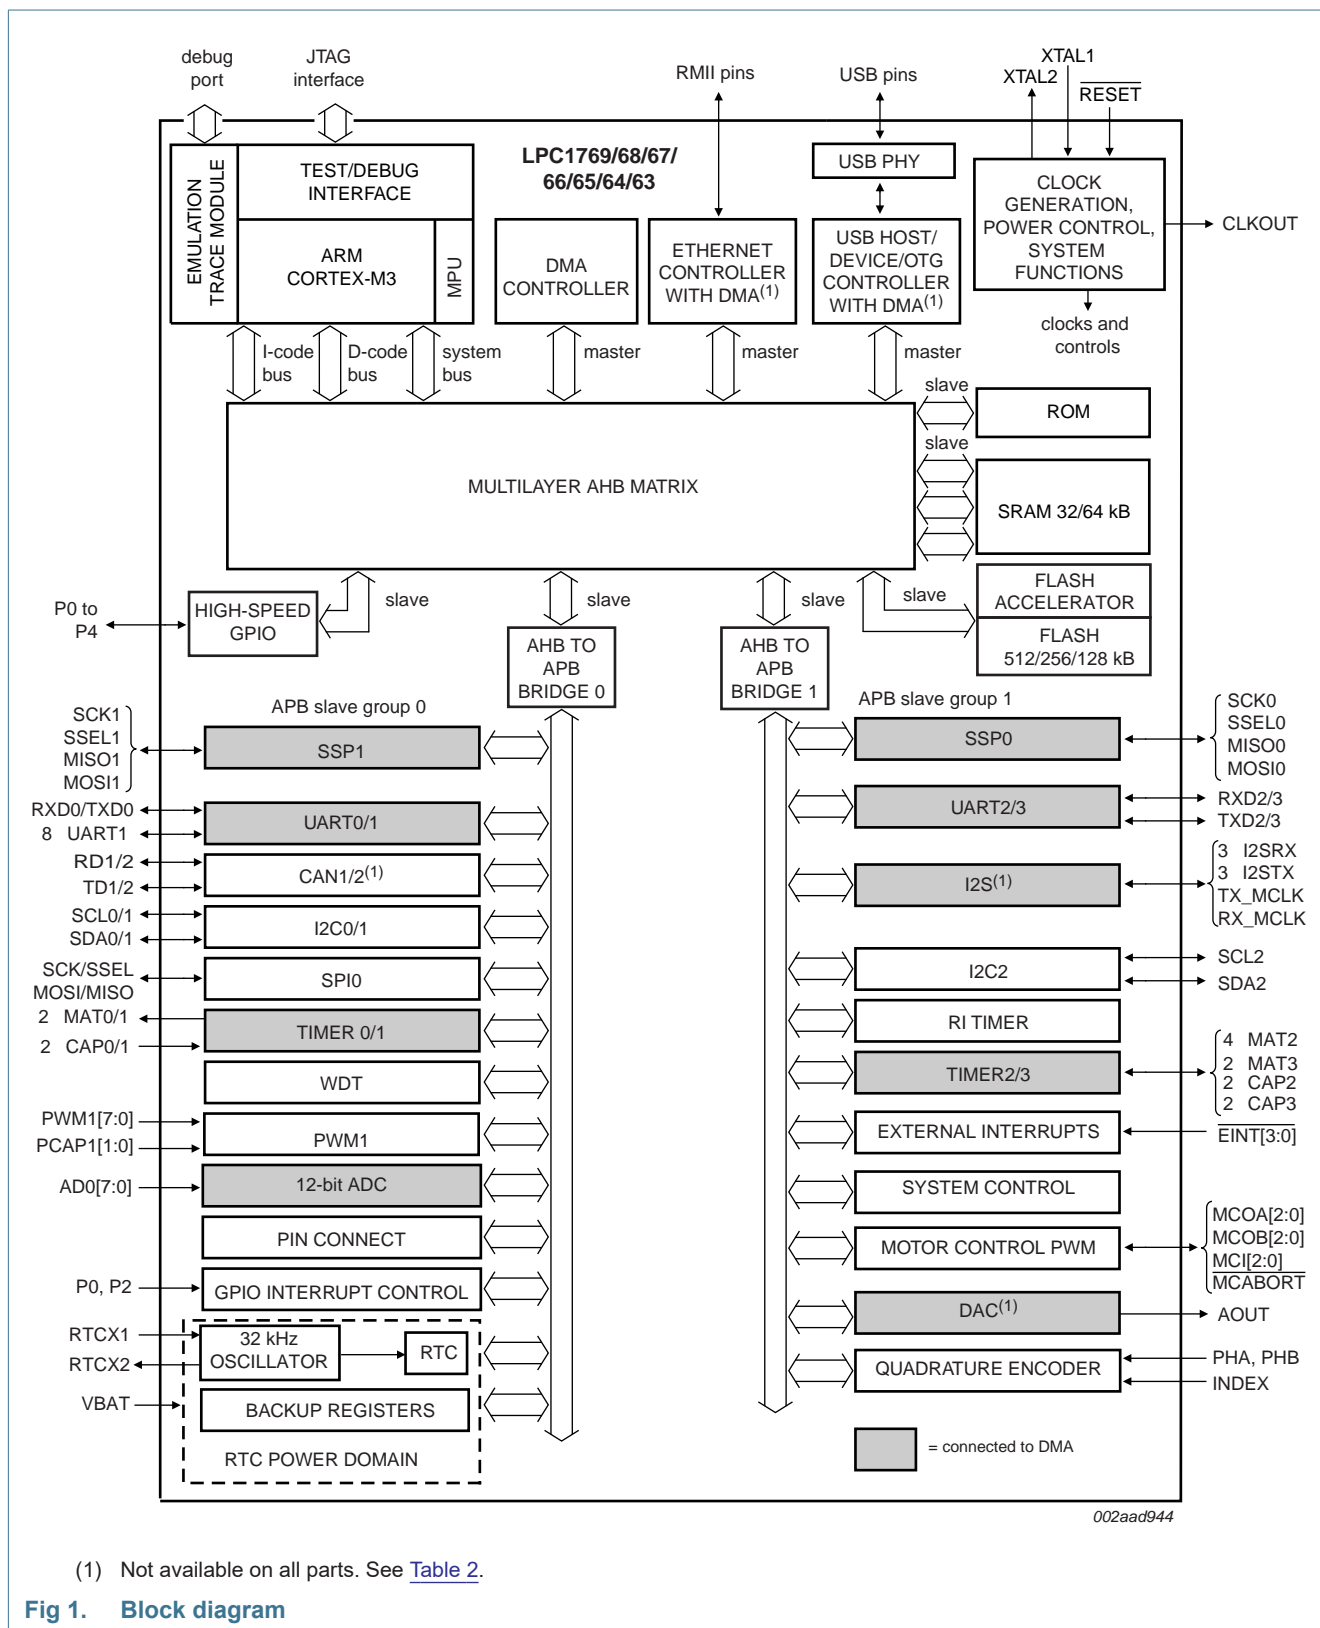 debug
port
JTAG
interface
RMII pins
USB pins
XTAL1
XTAL2
RESET
EMULATION
TRACE MODULE
TEST/DEBUG
INTERFACE
ARM
CORTEX-M3
MPU
LPC1769/68/67/
66/65/64/63
DMA
CONTROLLER
ETHERNET
CONTROLLER
WITH DMA(1)
USB PHY
USB HOST/
DEVICE/OTG
CONTROLLER
WITH DMA(1)
CLOCK
GENERATION,
POWER CONTROL,
SYSTEM
FUNCTIONS
CLKOUT
clocks and
controls
I-code
bus
D-code
bus
system
bus
master
master
master
slave
ROM
slave
SRAM 32/64 kB
MULTILAYER AHB MATRIX
FLASH
ACCELERATOR
FLASH
512/256/128 kB
P0 to
P4
HIGH-SPEED
GPIO
slave
slave
slave
slave
AHB TO
APB
BRIDGE 0
AHB TO
APB
BRIDGE 1
APB slave group 0
SCK1
SSEL1
MISO1
MOSI1
SSP1
RXD0/TXD0
8 UART1
UART0/1
RD1/2
TD1/2
CAN1/2(1)
SCL0/1
SDA0/1
I2C0/1
SCK/SSEL
MOSI/MISO
SPI0
2 MAT0/1
2 CAP0/1
TIMER 0/1
WDT
PWM1[7:0]
PCAP1[1:0]
PWM1
AD0[7:0]
12-bit ADC
PIN CONNECT
P0, P2
GPIO INTERRUPT CONTROL
RTCX1
RTCX2
32 kHz
OSCILLATOR
RTC
VBAT
BACKUP REGISTERS
RTC POWER DOMAIN
APB slave group 1
SSP0
SCK0
SSEL0
MISO0
MOSI0
UART2/3
RXD2/3
TXD2/3
I2S(1)
3 I2SRX
3 I2STX
TX_MCLK
RX_MCLK
I2C2
SCL2
SDA2
RI TIMER
TIMER2/3
4 MAT2
2 MAT3
2 CAP2
2 CAP3
EXTERNAL INTERRUPTS
EINT[3:0]
SYSTEM CONTROL
MOTOR CONTROL PWM
MCOA[2:0]
MCOB[2:0]
MCI[2:0]
MCABORT
DAC(1)
AOUT
QUADRATURE ENCODER
PHA, PHB
INDEX
= connected to DMA
002aad944
(1) Not available on all parts. See Table 2.
Fig 1. Block diagram